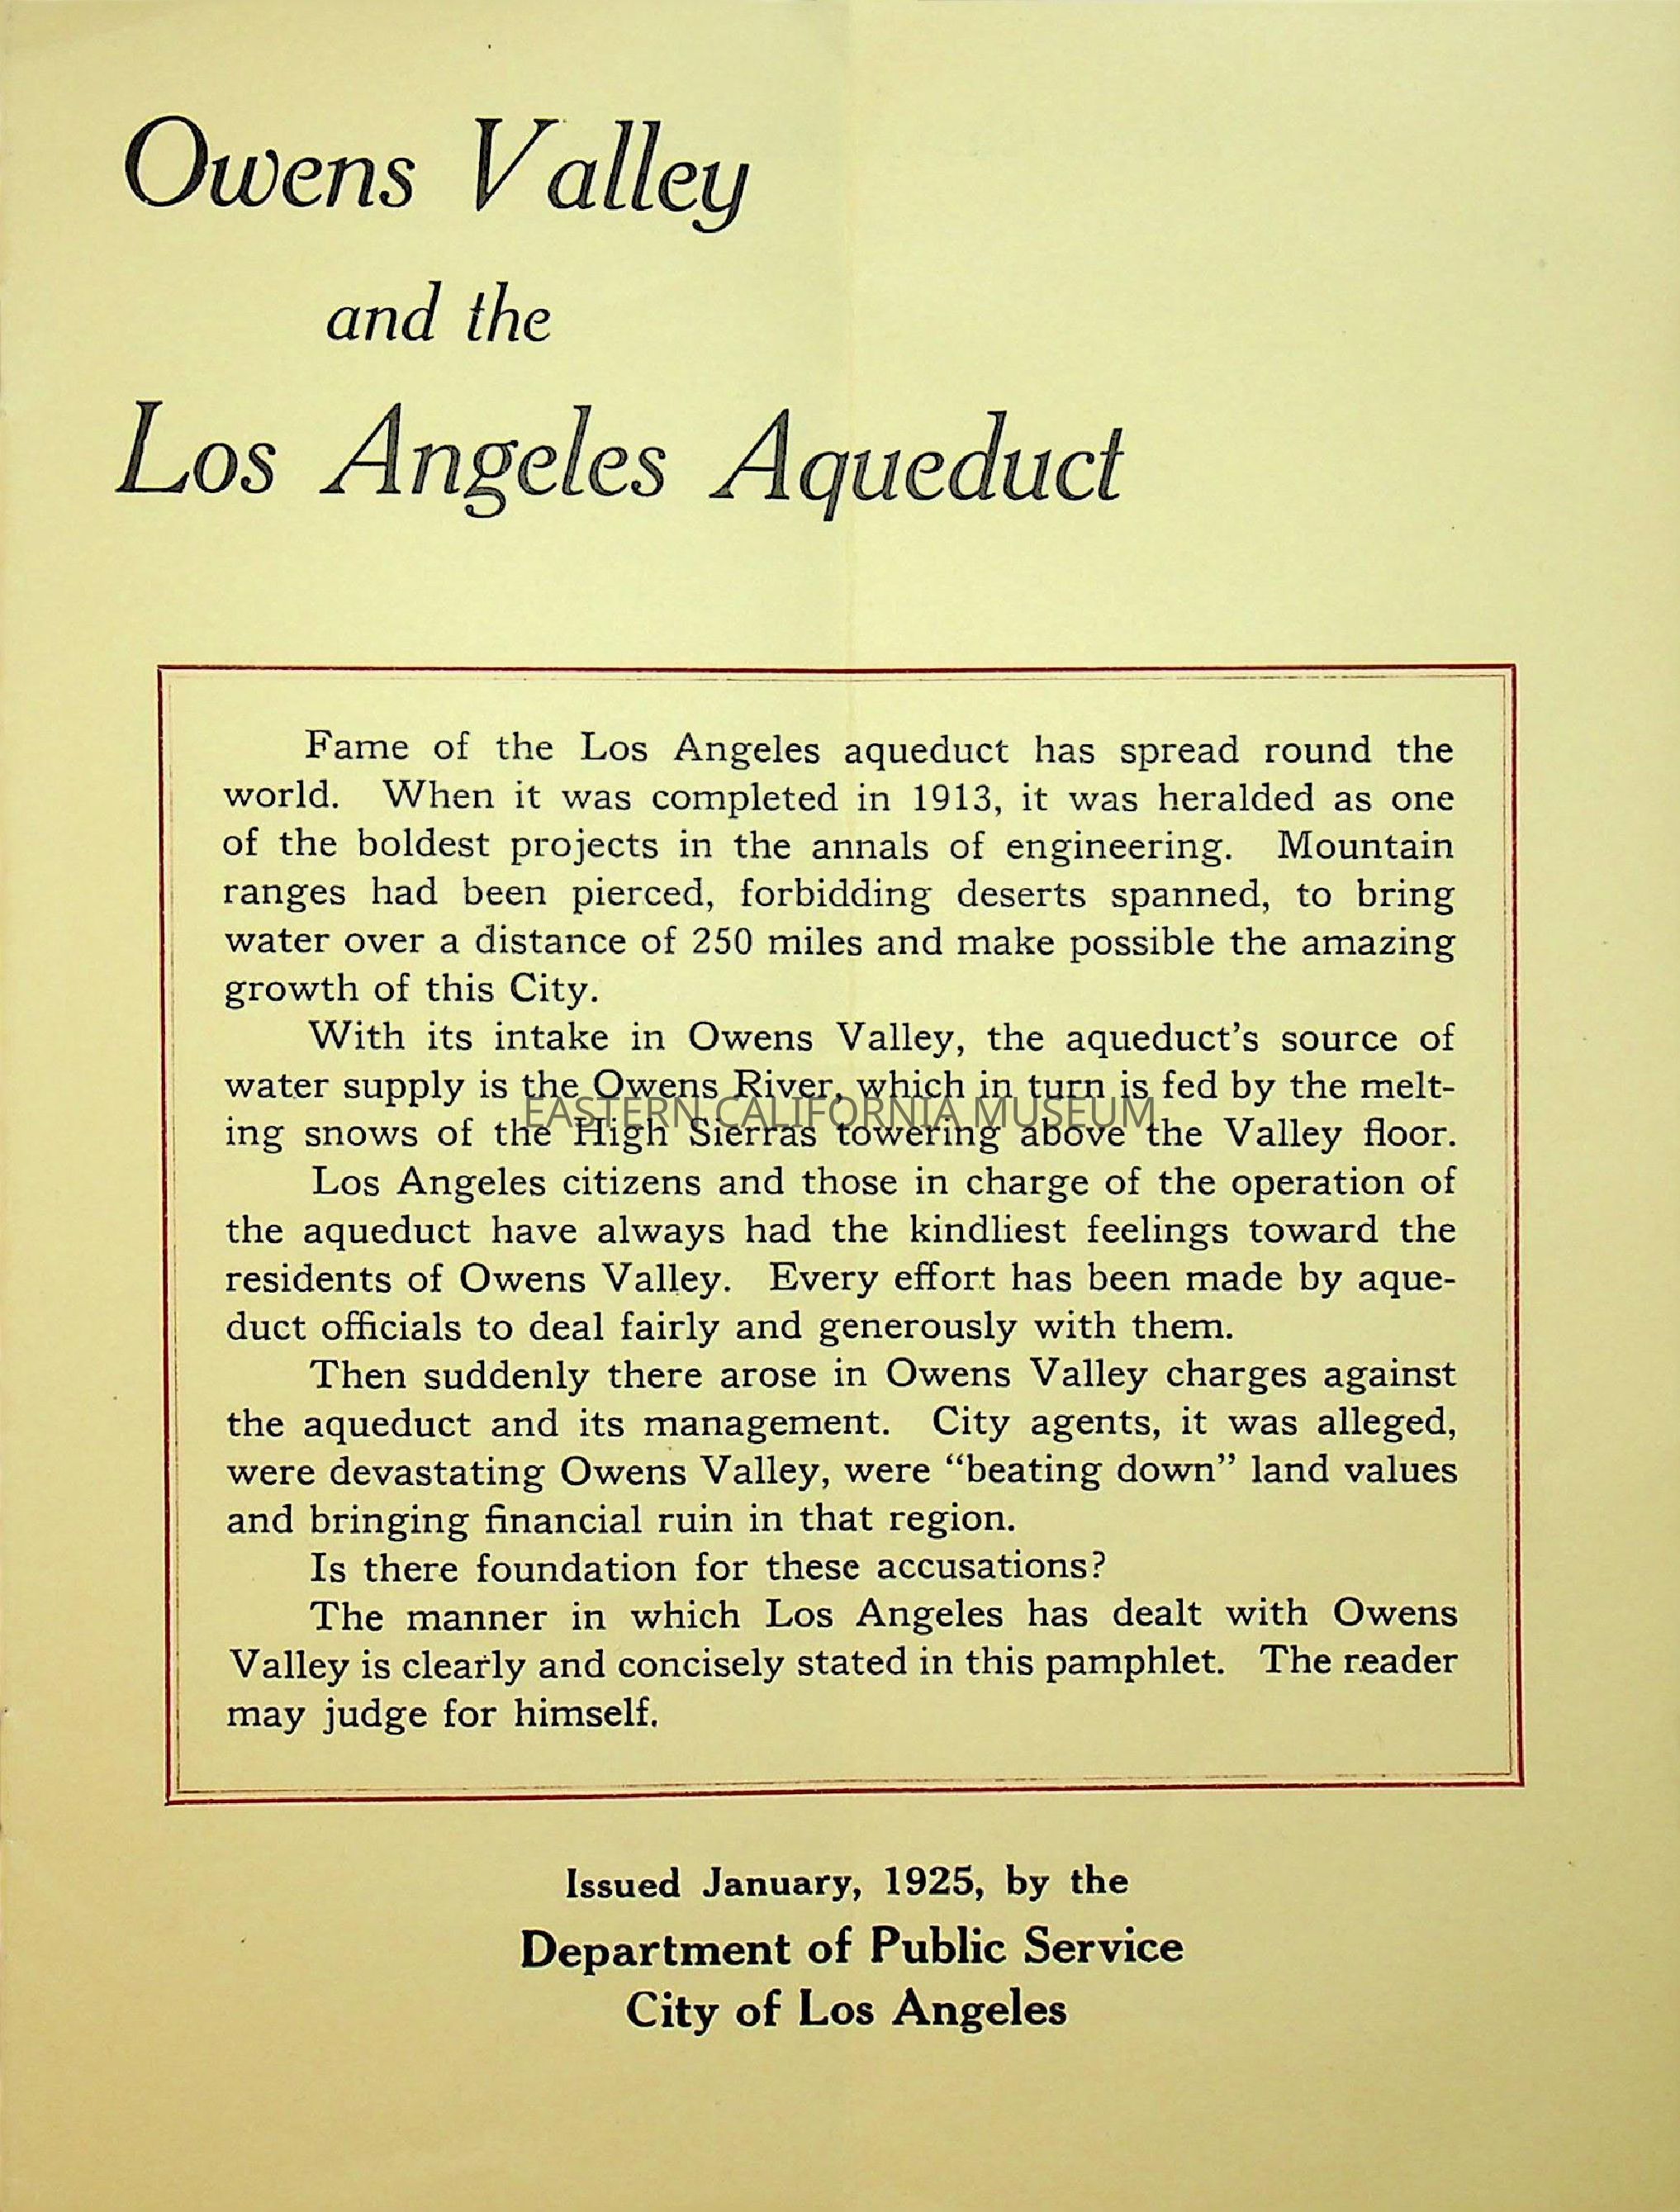 Owens Valley
and the
Los Angeles Aqueduct
Fame of the Los Angeles aqueduct has spread round the
world. When it was completed in 1913, it was heralded as one
of the boldest projects in the annals of engineering. Mountain
ranges had been pierced, forbidding deserts spanned, to bring
water over a distance of 250 miles and make possible the amazing
growth of this City.
With its intake in Owens Valley, the aqueduct's source of
water supply is the Owens River, which in turn is fed by the melt-
EASTERN CALIFORNIA MUSEUM
ing snows of the High Sierras towering above the Valley floor.
Los Angeles citizens and those in charge of the operation of
the aqueduct have always had the kindliest feelings toward the
residents of Owens Valley. Every effort has been made by aque-
duct officials to deal fairly and generously with them.
Then suddenly there arose in Owens Valley charges against
the aqueduct and its management. City agents, it was alleged,
were devastating Owens Valley, were “beating down” land values
and bringing financial ruin in that region.
Is there foundation for these accusations?
The manner in which Los Angeles has dealt with Owens
Valley is clearly and concisely stated in this pamphlet. The reader
may judge for himself.
Issued January, 1925, by the
Department of Public Service
City of Los Angeles